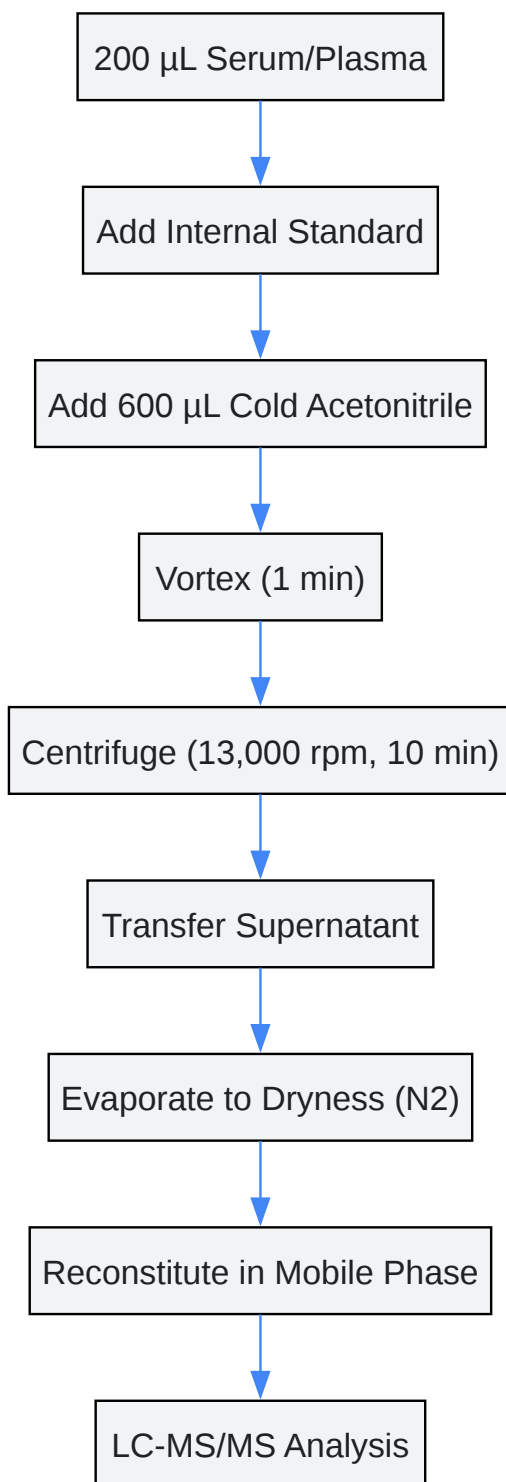 200 µL Serum/Plasma
Add Internal Standard
Add 600 µL Cold Acetonitrile
Vortex (1 min)
Centrifuge (13,000 rpm, 10 min)
Transfer Supernatant
Evaporate to Dryness (N2)
Reconstitute in Mobile Phase
LC-MS/MS Analysis